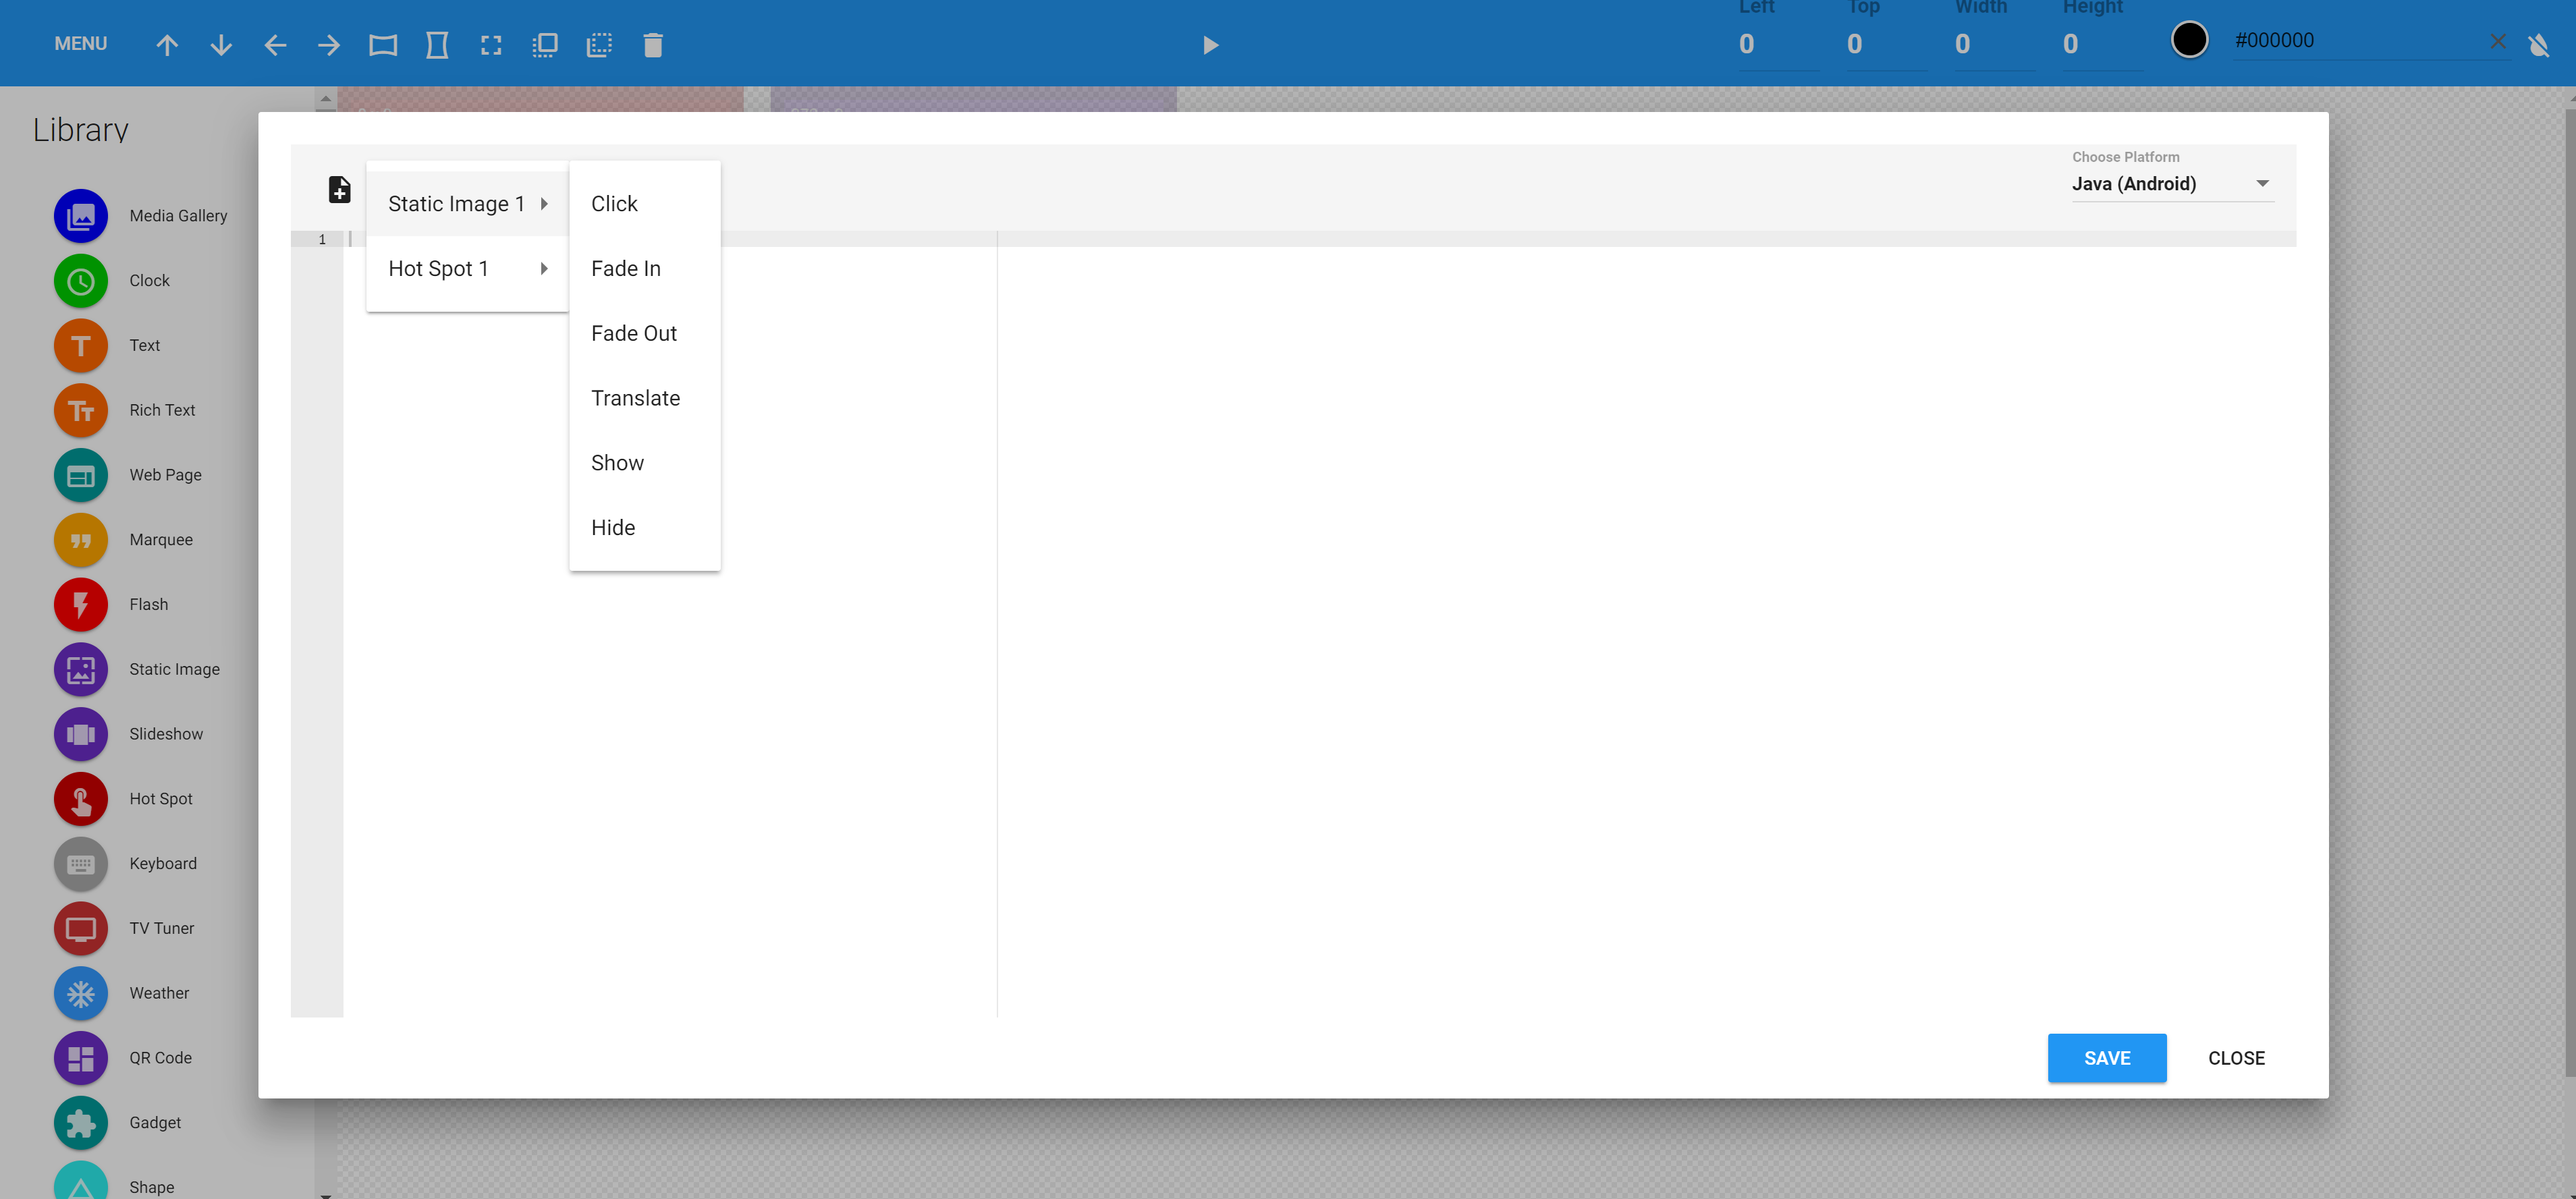 MENU
Left
Top
Width
Height
0
0
0
0
#000000
Library
Media Gallery
Clock
Text
Rich Text
Web Page
Marquee
Flash
Static Image
Slideshow
Hot Spot
Keyboard
TV Tuner
Weather
QR Code
Gadget
Shape
Static Image 1
Hot Spot 1
Click
Fade In
Fade Out
Translate
Show
Hide
Choose Platform
Java (Android)
1
SAVE
CLOSE